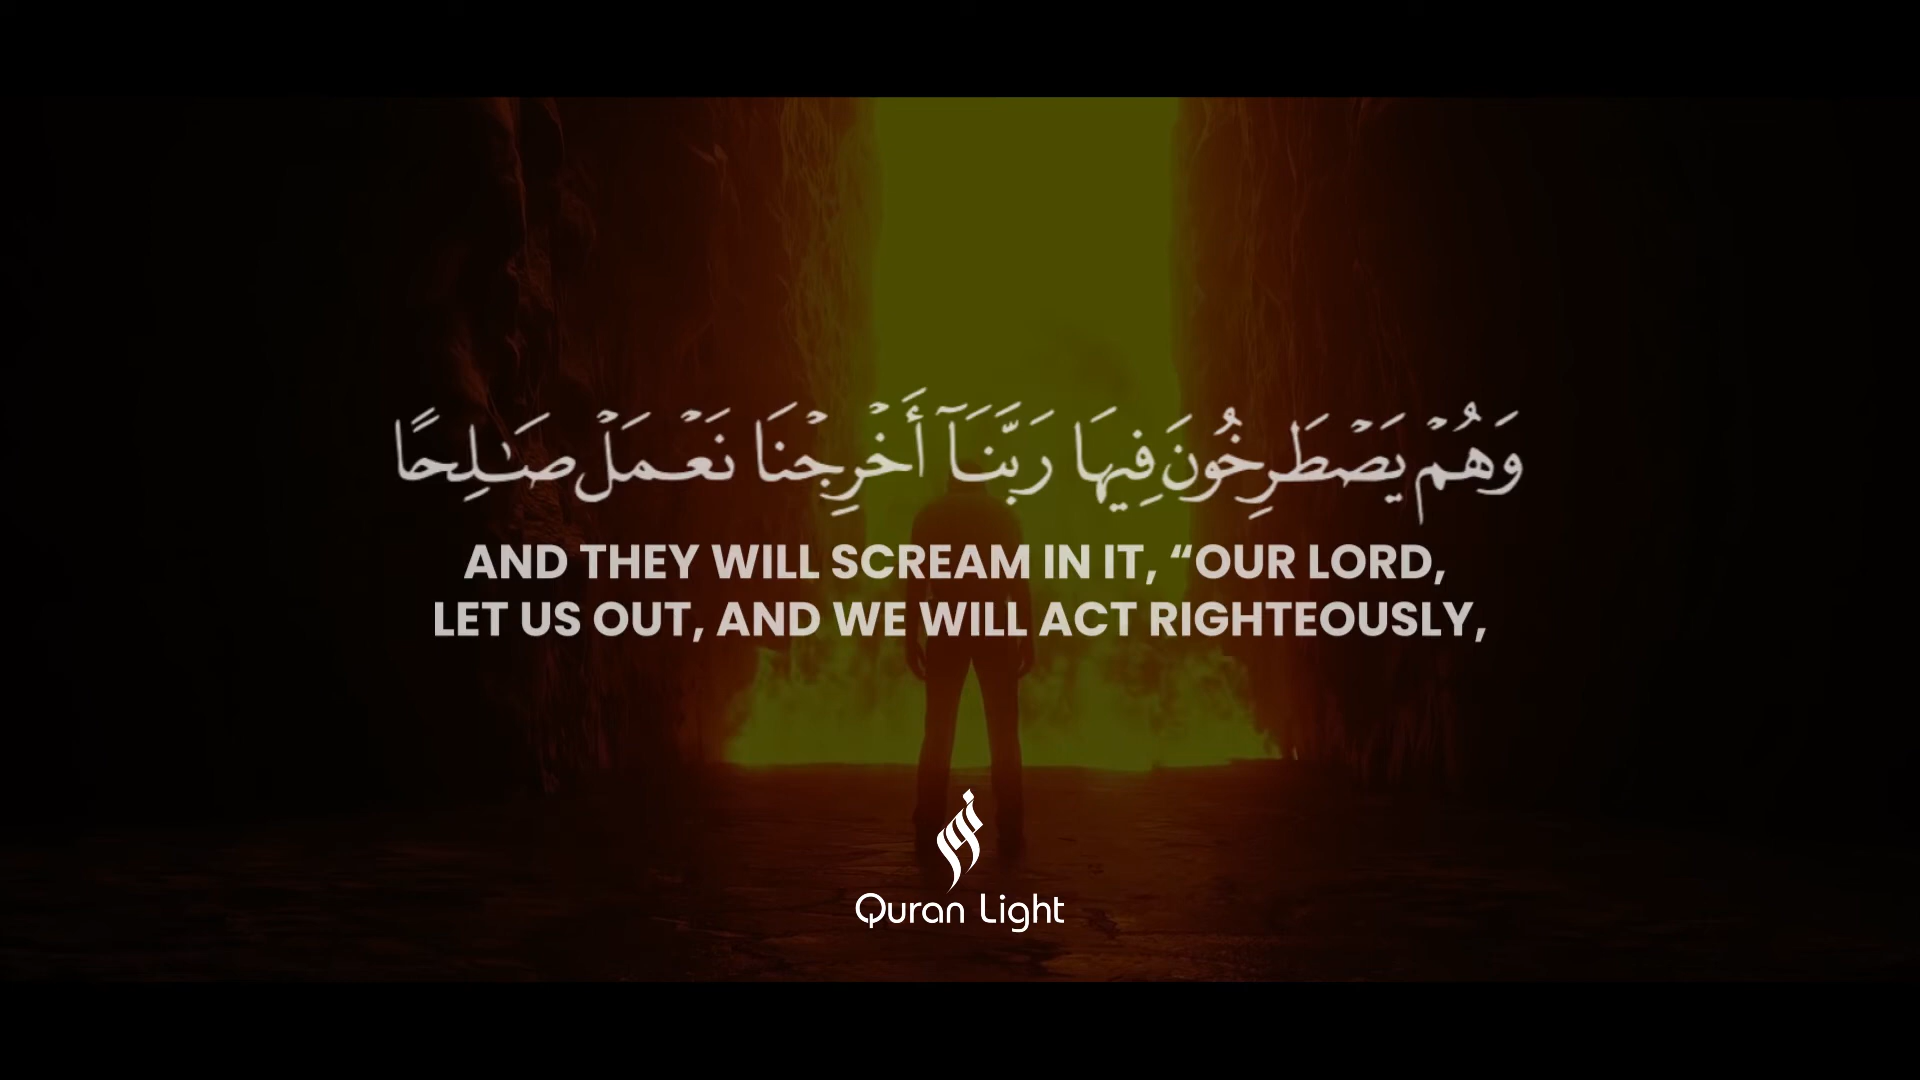 وَهُمۡ يَصۡطَرِخُونَ فِيهَا رَبَّنَآ أَخۡرِجۡنَا نَعۡمَلۡ صَٰلِحًا
AND THEY WILL SCREAM IN IT, “OUR LORD,
LET US OUT, AND WE WILL ACT RIGHTEOUSLY,
Quran Light